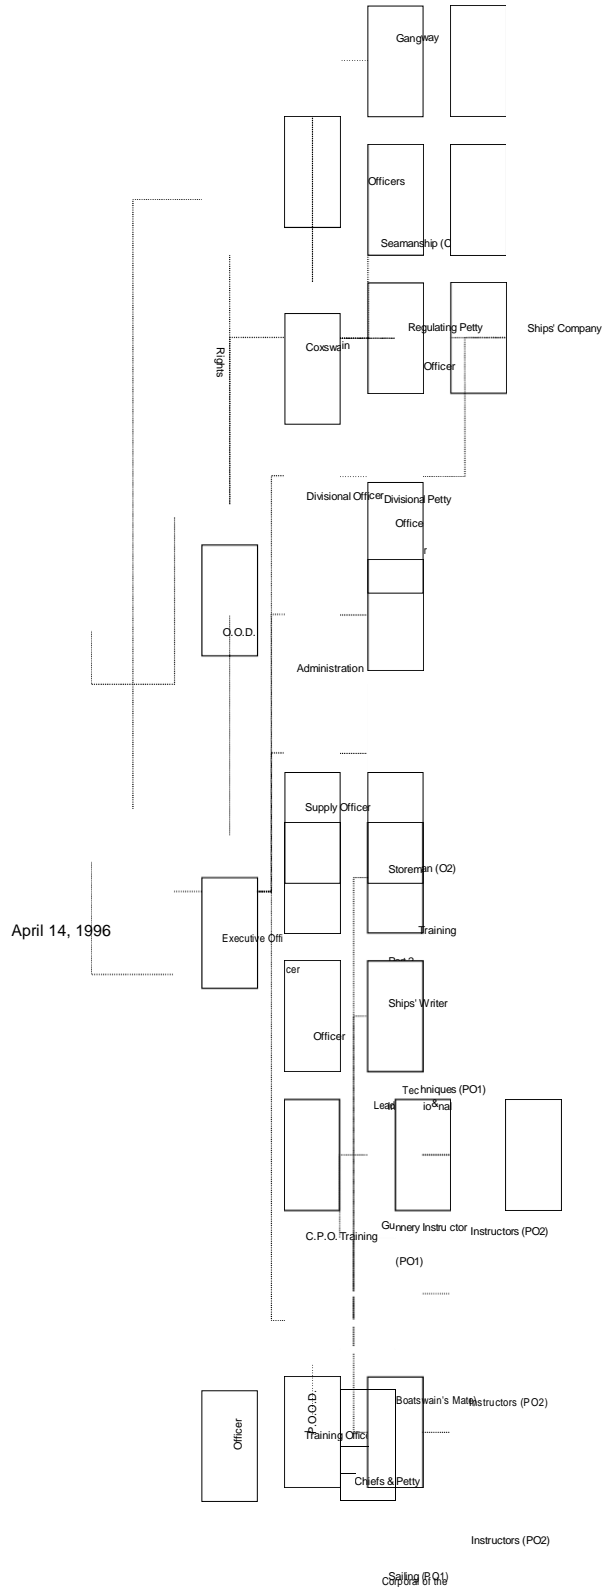 Gangway
Officers
Seamanship (C
Regulating Petty
Officer
Ships' Company
Coxswain
Rights
Divisional Officer
Divisional Petty
Office
r
O.O.D.
Administration
Supply Officer
Storeman (O2)
Training
April 14, 1996
Executive Offi
cer
Ships' Writer
Officer
Techniques (PO1)
C.P.O. Training
Gunnery Instructor
(PO1)
Instructors (PO2)
Boatswain's Mate
Instructors (PO2)
P.O.O.D.
Officer
Training Offic
Chiefs & Petty
Instructors (PO2)
Sailing (PO1)
Corporal of the